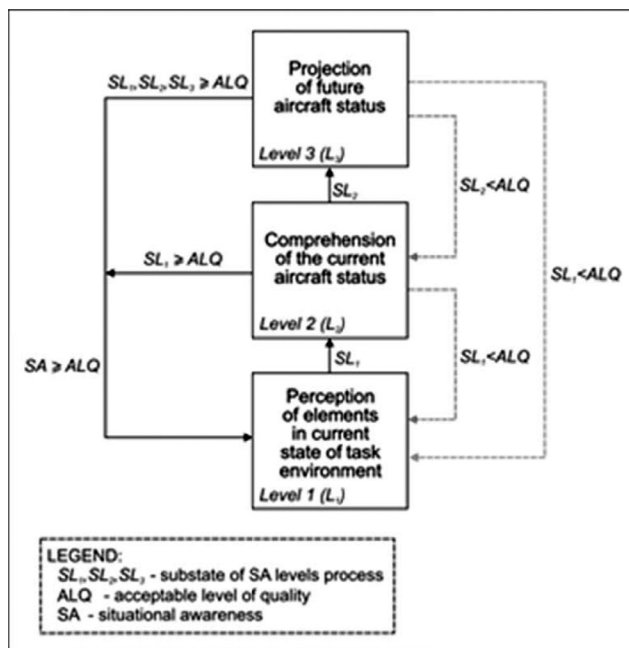 SL₁, SL₂, SL₃ ⩾ ALQ
Projection
of future
aircraft status
Level 3 (L₃)
SL₂<ALQ
SL₂
SL₁<ALQ
SL₁ ⩾ ALQ
Comprehension
of the current
aircraft status
Level 2 (L₂)
SL₁<ALQ
SL₁
SA ⩾ ALQ
Perception
of elements
in current
state of task
environment
Level 1 (L₁)
LEGEND:
SL₁, SL₂, SL₃ - substate of SA levels process
ALQ - acceptable level of quality
SA - situational awareness